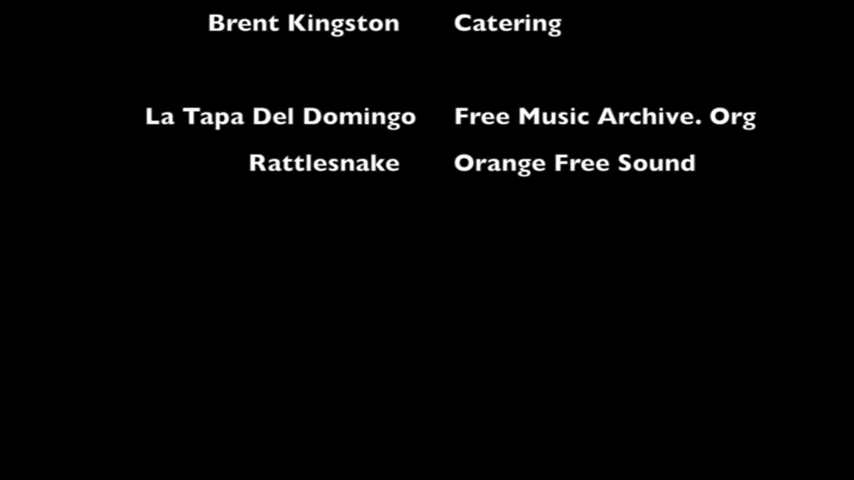 Brent Kingston Catering
La Tapa Del Domingo Free Music Archive. Org
Rattlesnake Orange Free Sound